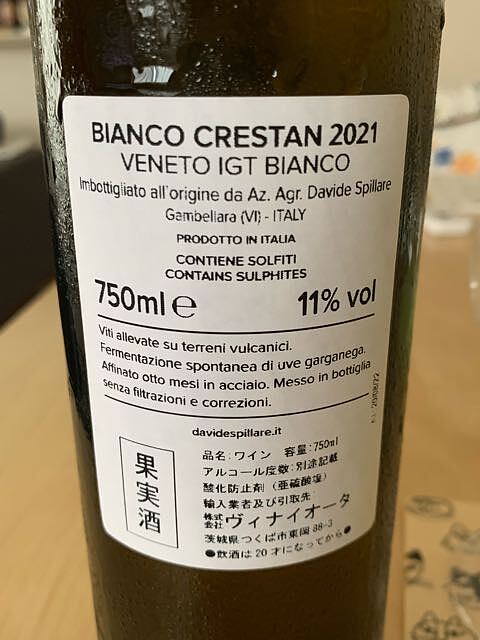 BIANCO CRESTAN 2021
VENETO IGT BIANCO
Imbottigliato all'origine da Az. Agr. Davide Spillare
Gambellara (VI) - ITALY
PRODOTTO IN ITALIA
CONTIENE SOLFITI
CONTAINS SULPHITES
750ml e 11% vol
Viti allevate su terreni vulcanici.
Fermentazione spontanea di uve garganega.
Affinato otto mesi in acciaio. Messo in bottiglia
senza filtrazioni e correzioni.
davidespillare.it
果実酒
品名:ワイン 容量:750ml
アルコール度数:別途記載
酸化防止剤(亜硫酸塩)
輸入業者及び引取先
株式会社ヴィナイオータ
茨城県つくば市東岡88-3
●飲酒は20才になってから●